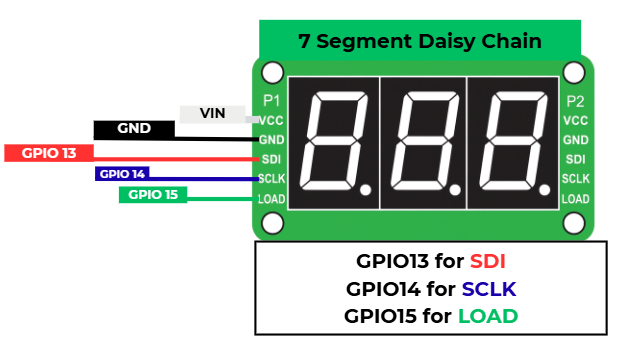 7 Segment Daisy Chain
P1
P2
VIN
VCC
VCC
GND
GND
GND
GPIO 13
SDI
SDI
GPIO 14
SCLK
SCLK
GPIO 15
LOAD
LOAD
GPIO13 for SDI
GPIO14 for SCLK
GPIO15 for LOAD